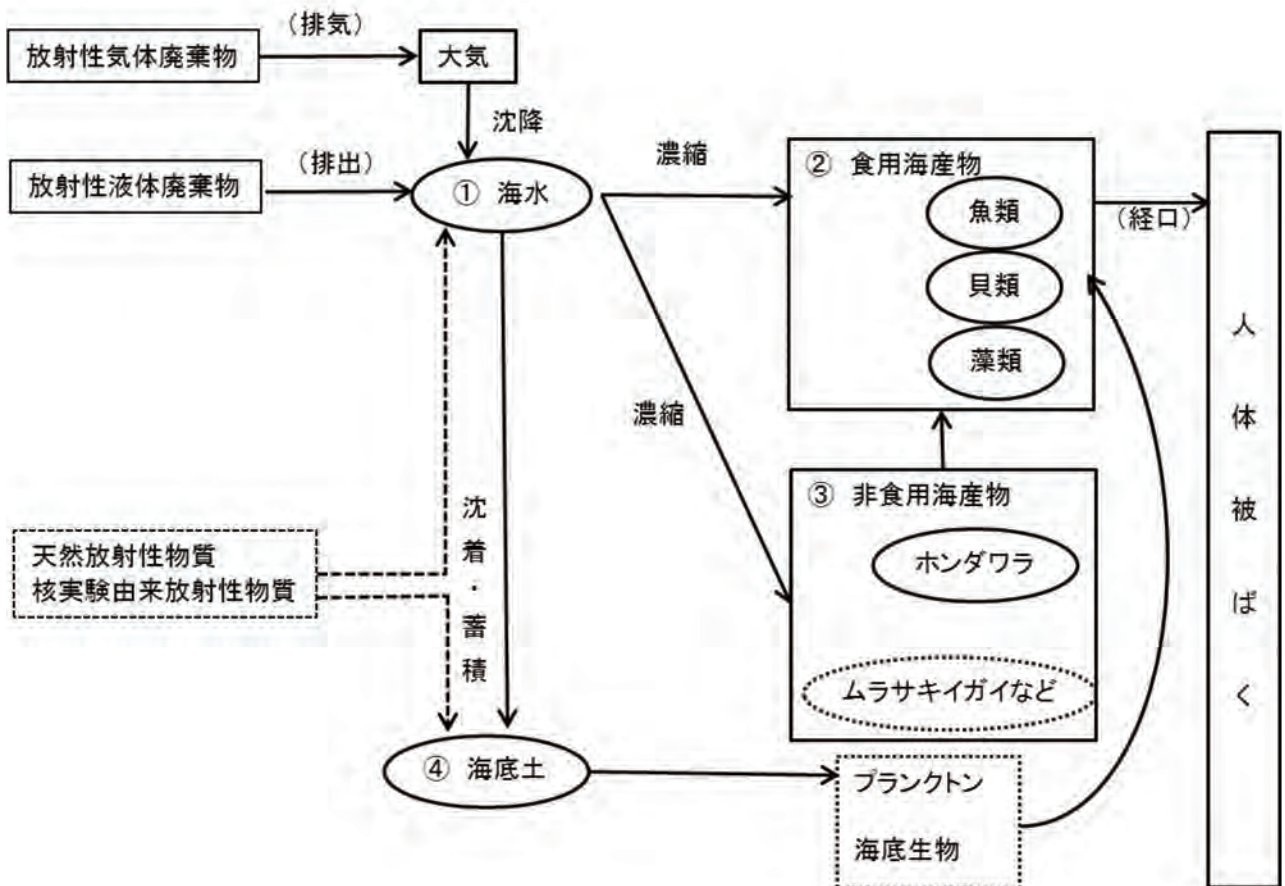 （排気）
放射性気体廃棄物
大気
沈降
（排出）
放射性液体廃棄物
① 海水
濃縮
② 食用海産物
魚類
貝類
藻類
（経口）
濃縮
③ 非食用海産物
ホンダワラ
ムラサキイガイなど
天然放射性物質
核実験由来放射性物質
沈着・蓄積
④ 海底土
プランクトン
海底生物
人体被ばく